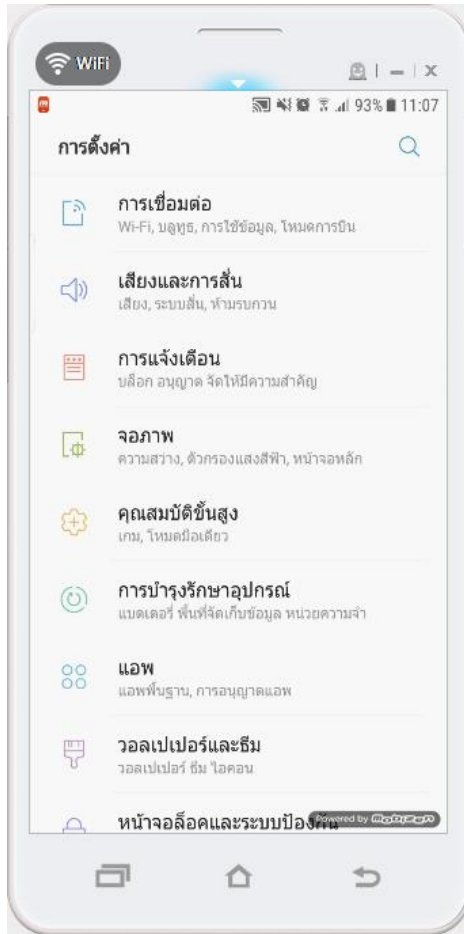 WiFi
93% 11:07
การตั้งค่า
การเชื่อมต่อ
Wi-Fi, บลูทูธ, การใช้ข้อมูล, โหมดการบิน
เสียงและการสั่น
เสียง, ระบบสั่น, ห้ามรบกวน
การแจ้งเตือน
บล็อก อนุญาต จัดให้มีความสำคัญ
จอภาพ
ความสว่าง, ตัวกรองแสงสีฟ้า, หน้าจอหลัก
คุณสมบัติขั้นสูง
เกม, โหมดมือเดียว
การบำรุงรักษาอุปกรณ์
แบตเตอรี่ พื้นที่จัดเก็บข้อมูล หน่วยความจำ
แอพ
แอพพื้นฐาน, การอนุญาตแอพ
วอลเปเปอร์และธีม
วอลเปเปอร์ ธีม ไอคอน
หน้าจอล็อคและระบบป้องกัน
Powered by Mobizen